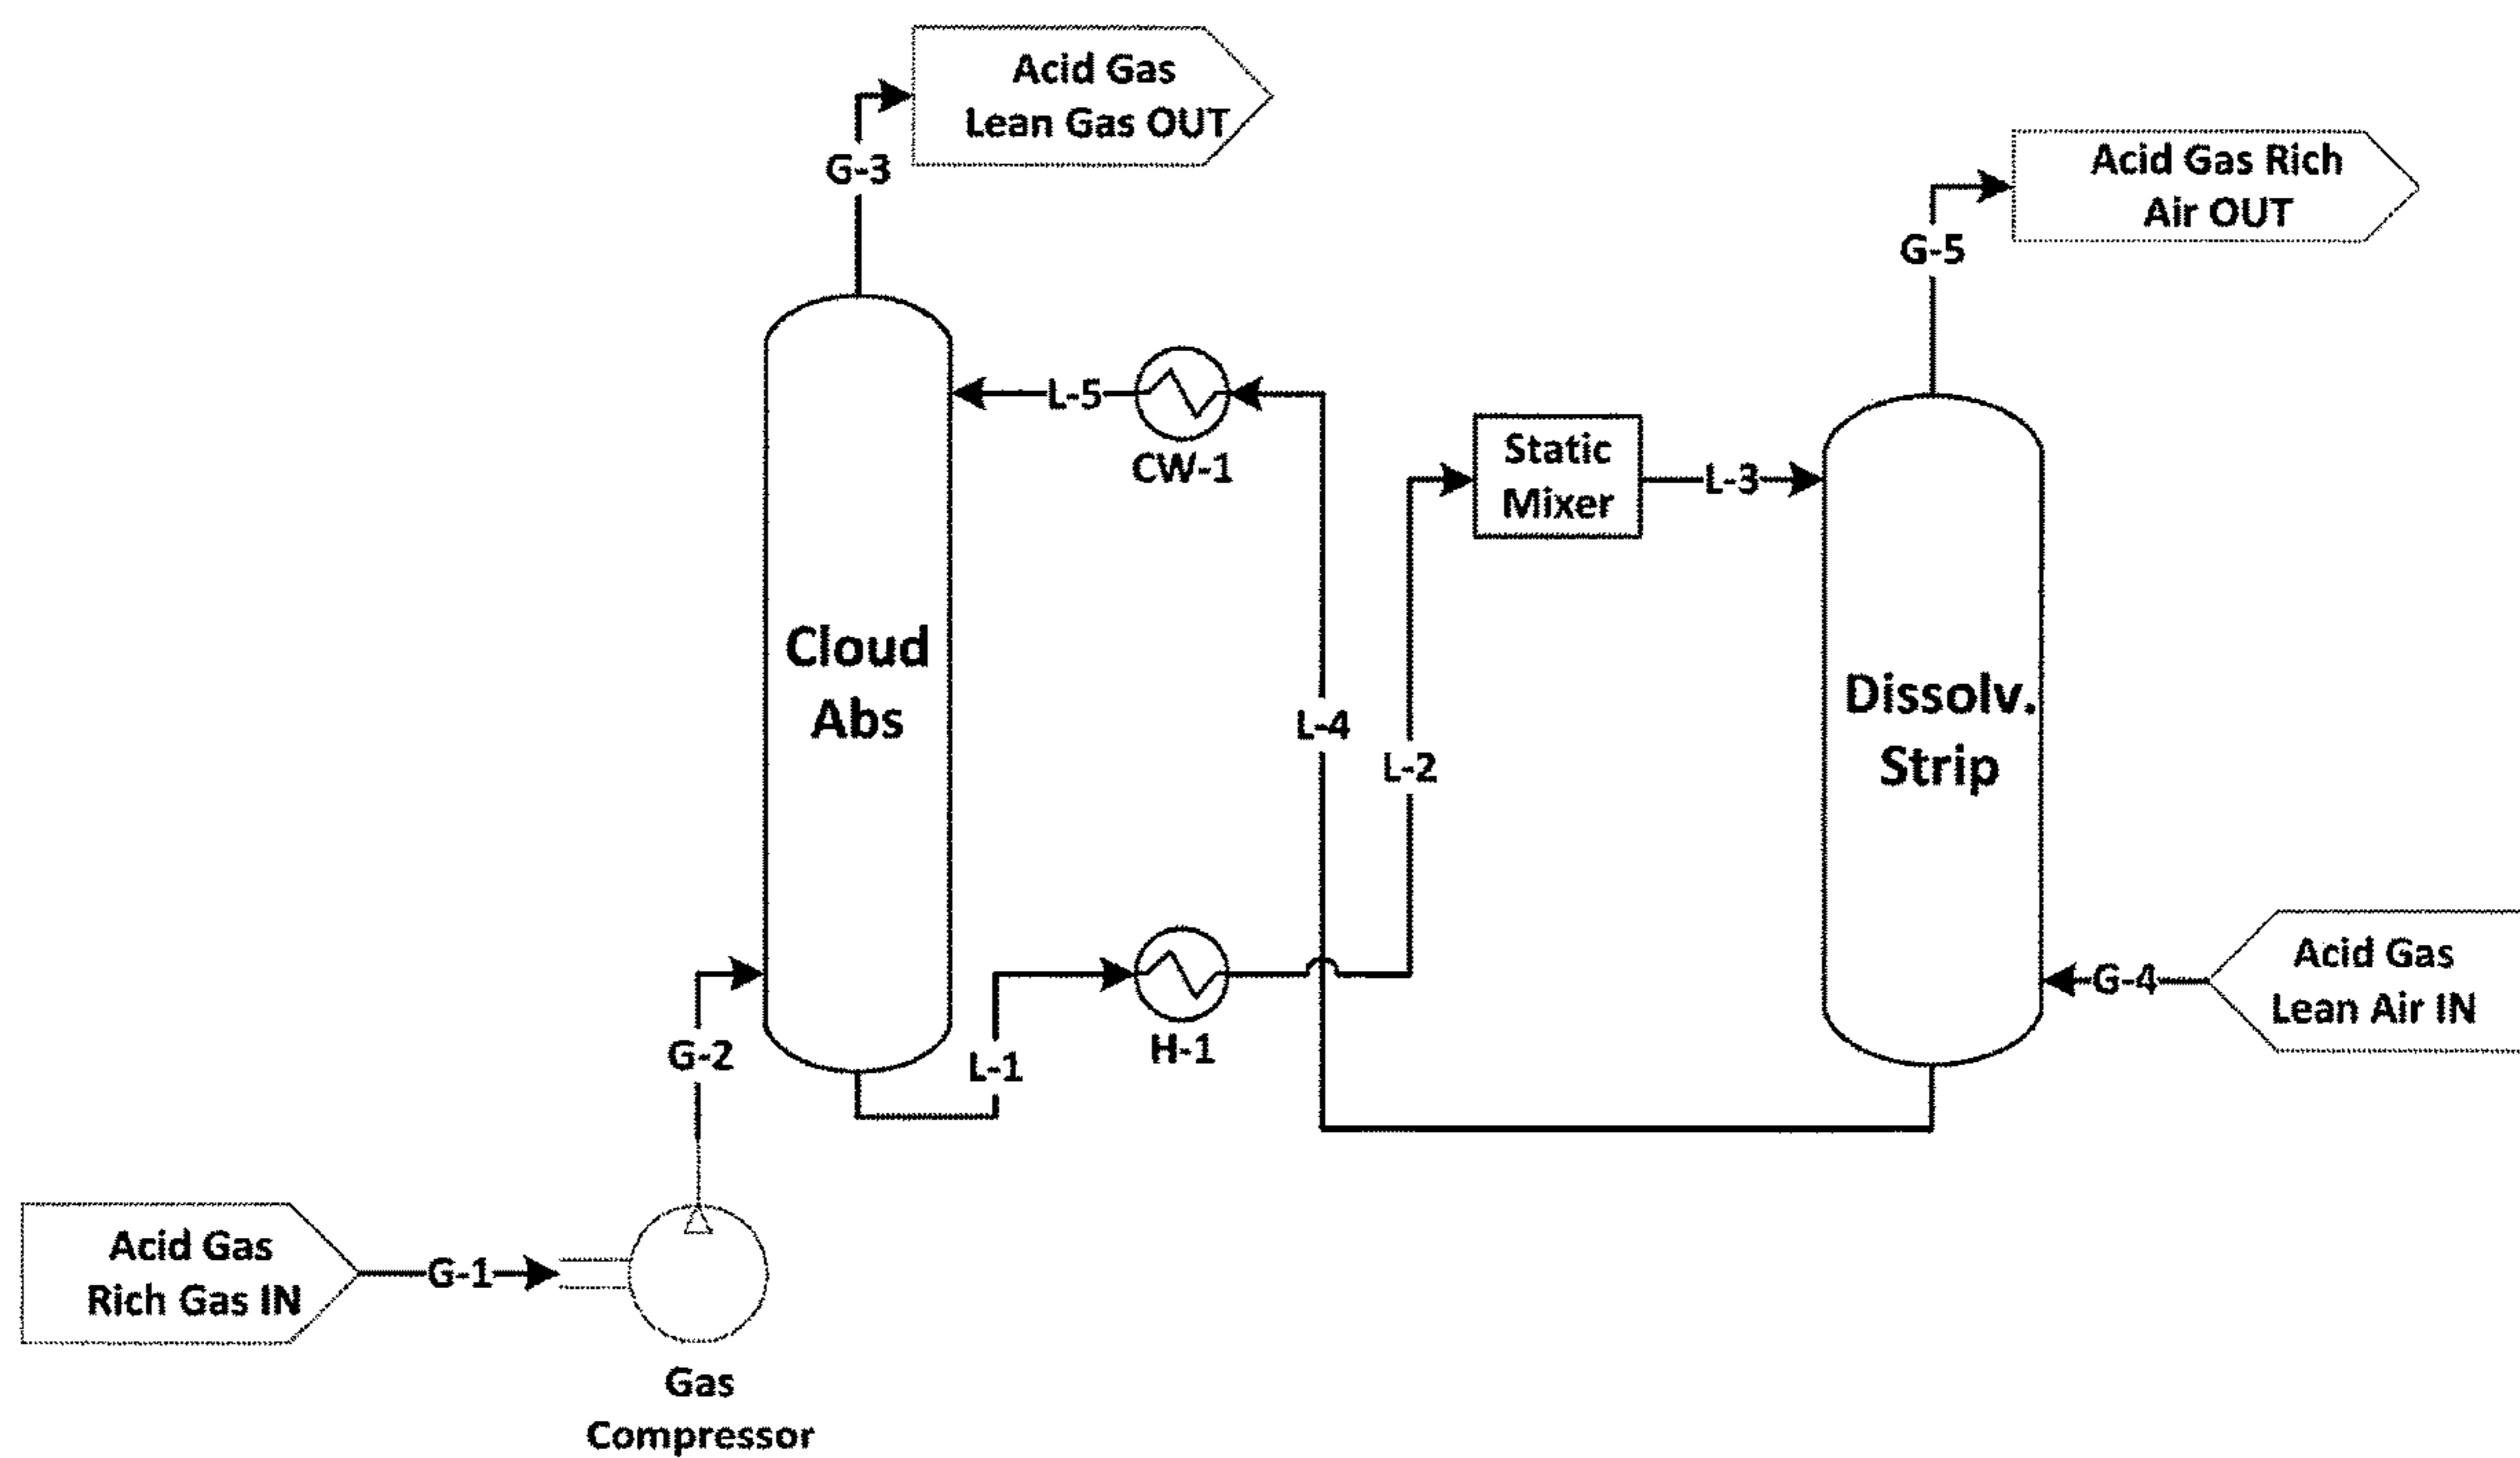 Acid Gas
Lean Gas OUT
G-3
Acid Gas Rich
Air OUT
G-5
L-5
CW-1
Static
Mixer
L-3
Cloud
Abs
Dissolv.
Strip
L-4
L-2
G-2
L-1
H-1
G-4
Acid Gas
Lean Air IN
Acid Gas
Rich Gas IN
G-1
Gas
Compressor